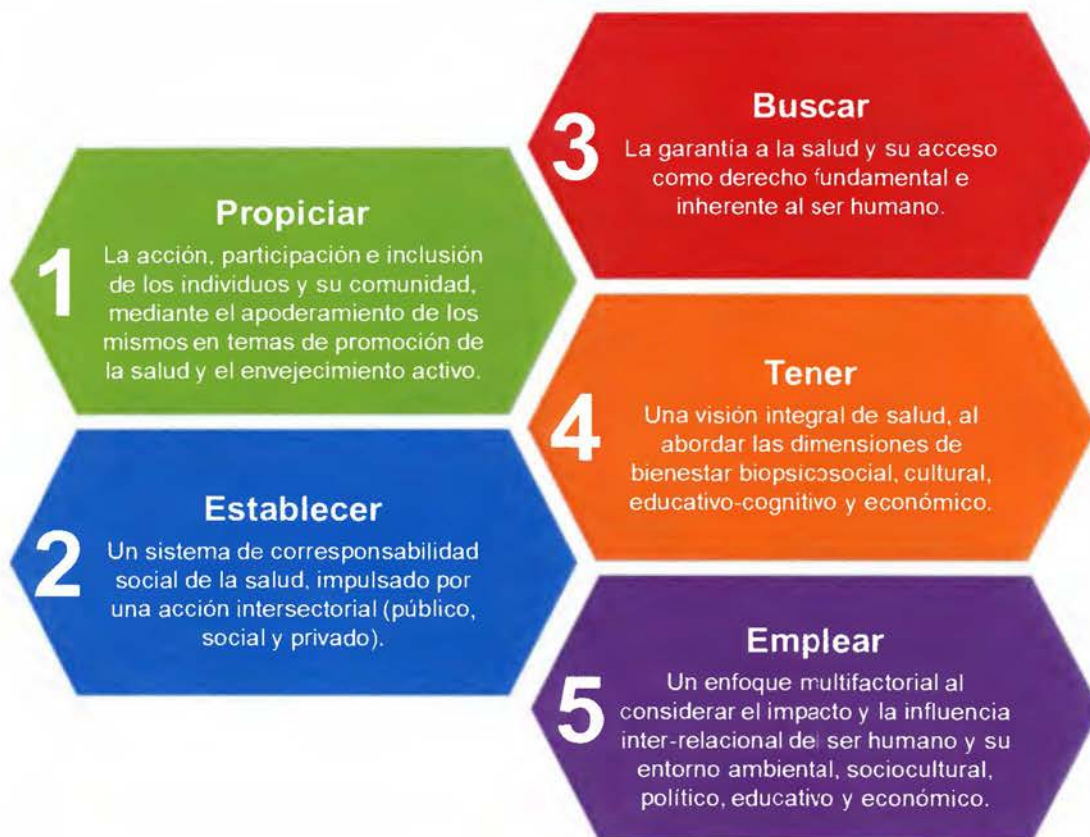 1
Propiciar
La acción, participación e inclusión
de los individuos y su comunidad,
mediante el apoderamiento de los
mismos en temas de promoción de
la salud y el envejecimiento activo.
2
Establecer
Un sistema de corresponsabilidad
social de la salud, impulsado por
una acción intersectorial (público,
social y privado).
3
Buscar
La garantía a la salud y su acceso
como derecho fundamental e
inherente al ser humano.
4
Tener
Una visión integral de salud, al
abordar las dimensiones de
bienestar biopsicosocial, cultural,
educativo-cognitivo y económico.
5
Emplear
Un enfoque multifactorial al
considerar el impacto y la influencia
inter-relacional del ser humano y su
entorno ambiental, sociocultural,
político, educativo y económico.